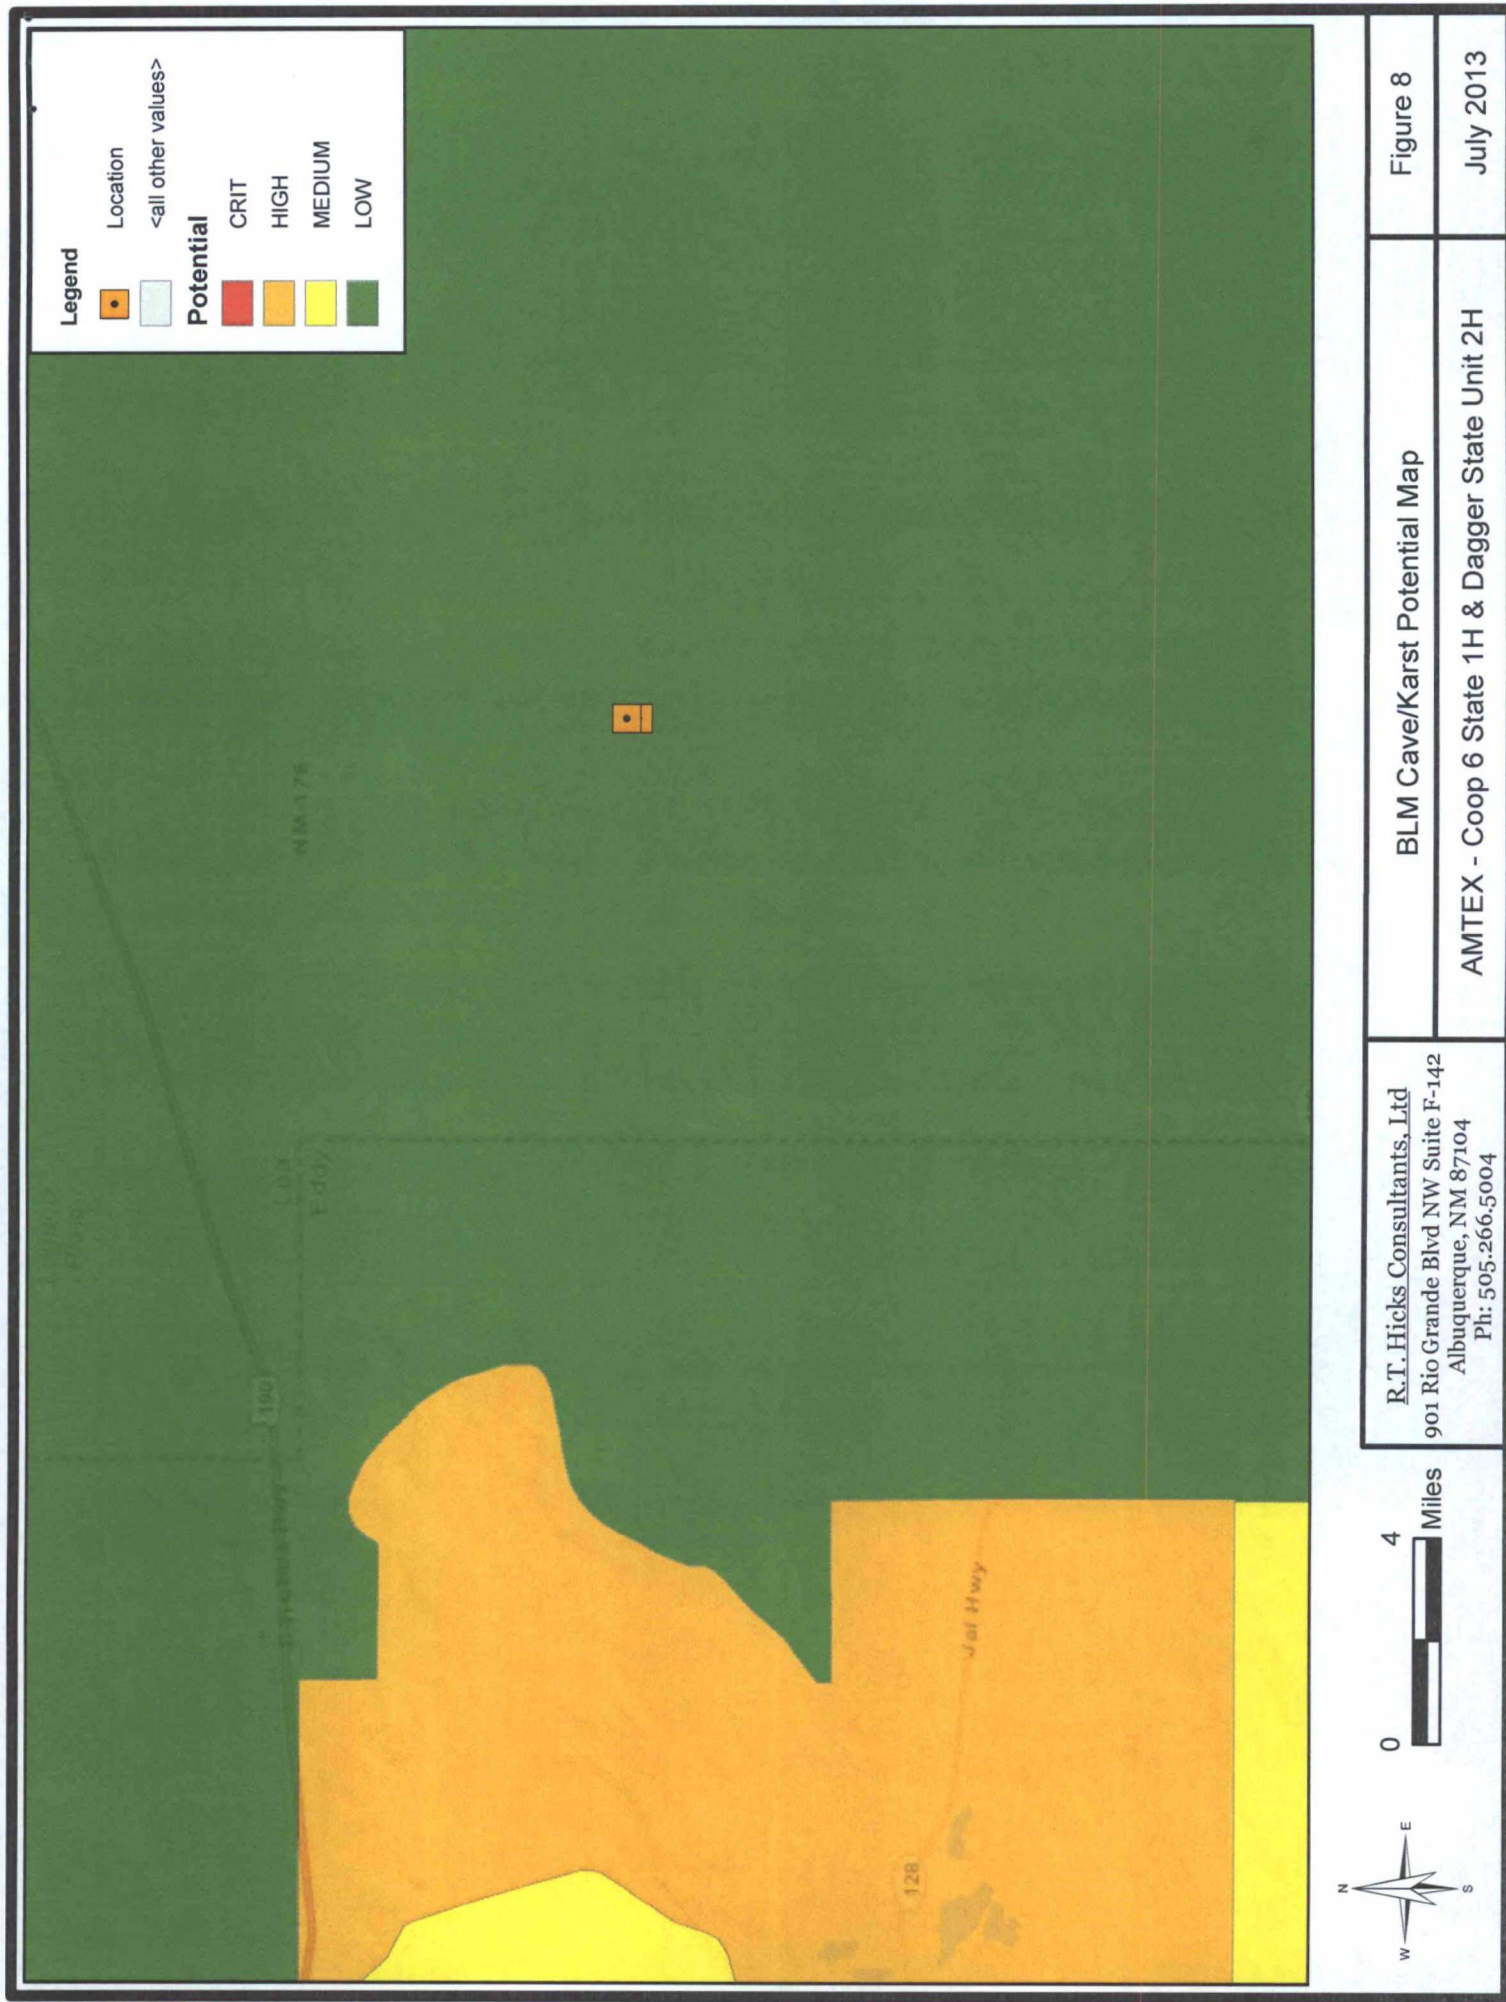 Legend
Location
<all other values>
Potential
CRIT
HIGH
MEDIUM
LOW
NM 176
Lea
Eddy
180
Jal Hwy
128
N
W
E
S
0
4
Miles
R.T. Hicks Consultants, Ltd
901 Rio Grande Blvd NW Suite F-142
Albuquerque, NM 87104
Ph: 505.266.5004
BLM Cave/Karst Potential Map
Figure 8
AMTEX - Coop 6 State 1H & Dagger State Unit 2H
July 2013